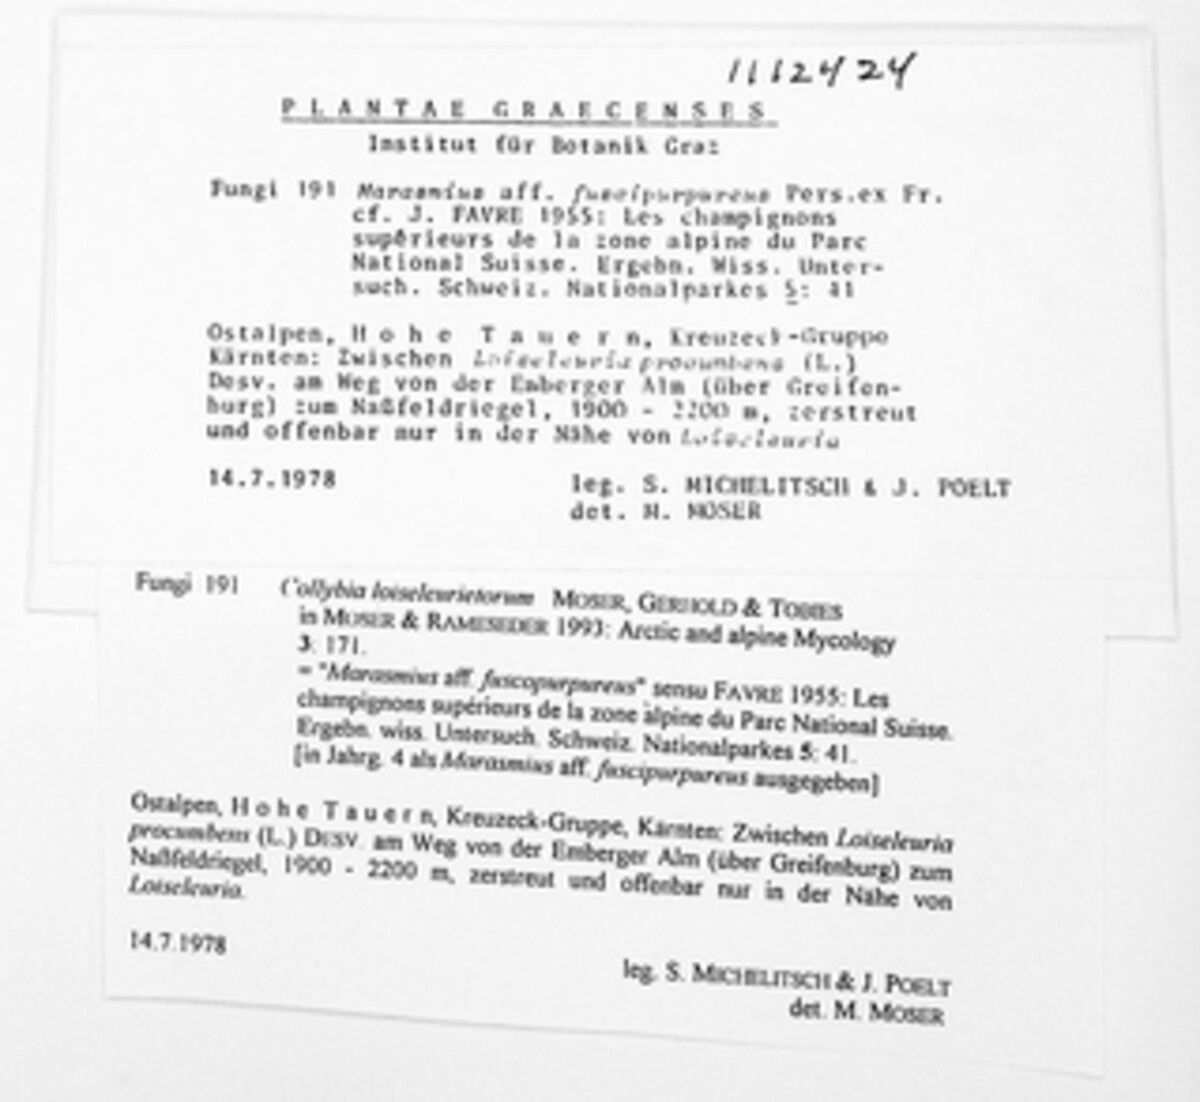 1112424
PLANTAE GRAECENSES
Institut für Botanik Graz
Fungi 191 Marasmius aff. fuscipurpureus Pers.ex Fr.
cf. J. FAVRE 1955: Les champignons
supêrieurs de la zone alpine du Parc
National Suisse. Ergebn. Wiss. Unter-
such. Schweiz. Nationalparkes 5: 41
Ostalpen, Hohe Tauern, Kreuzeck-Gruppe
Kärnten: Zwischen Loiseleuria procumbens (L.)
Desv. am Weg von der Emberger Alm (über Greifen-
burg) zum Naßfeldriegel, 1900 - 2200 m, zerstreut
und offenbar nur in der Nähe von Loiseleuria
14.7.1978 leg. S. MICHELITSCH & J. POELT
det. M. MOSER
Fungi 191 Collybia loiseleurietorum MOSER, GERHOLD & TOBIES
in MOSER & RAMESEDER 1993: Arctic and alpine Mycology
3: 171.
= "Marasmius aff. fuscopurpureus" sensu FAVRE 1955: Les
champignons supérieurs de la zone alpine du Parc National Suisse.
Ergebn. wiss. Untersuch. Schweiz. Nationalparkes 5: 41.
[in Jahrg. 4 als Marasmius aff. fuscipurpureus ausgegeben]
Ostalpen, Hohe Tauern, Kreuzeck-Gruppe, Kärnten: Zwischen Loiseleuria
procumbens (L.) DESV. am Weg von der Emberger Alm (über Greifenburg) zum
Naßfeldriegel, 1900 - 2200 m, zerstreut und offenbar nur in der Nähe von
Loiseleuria.
14.7.1978
leg. S. MICHELITSCH & J. POELT
det. M. MOSER